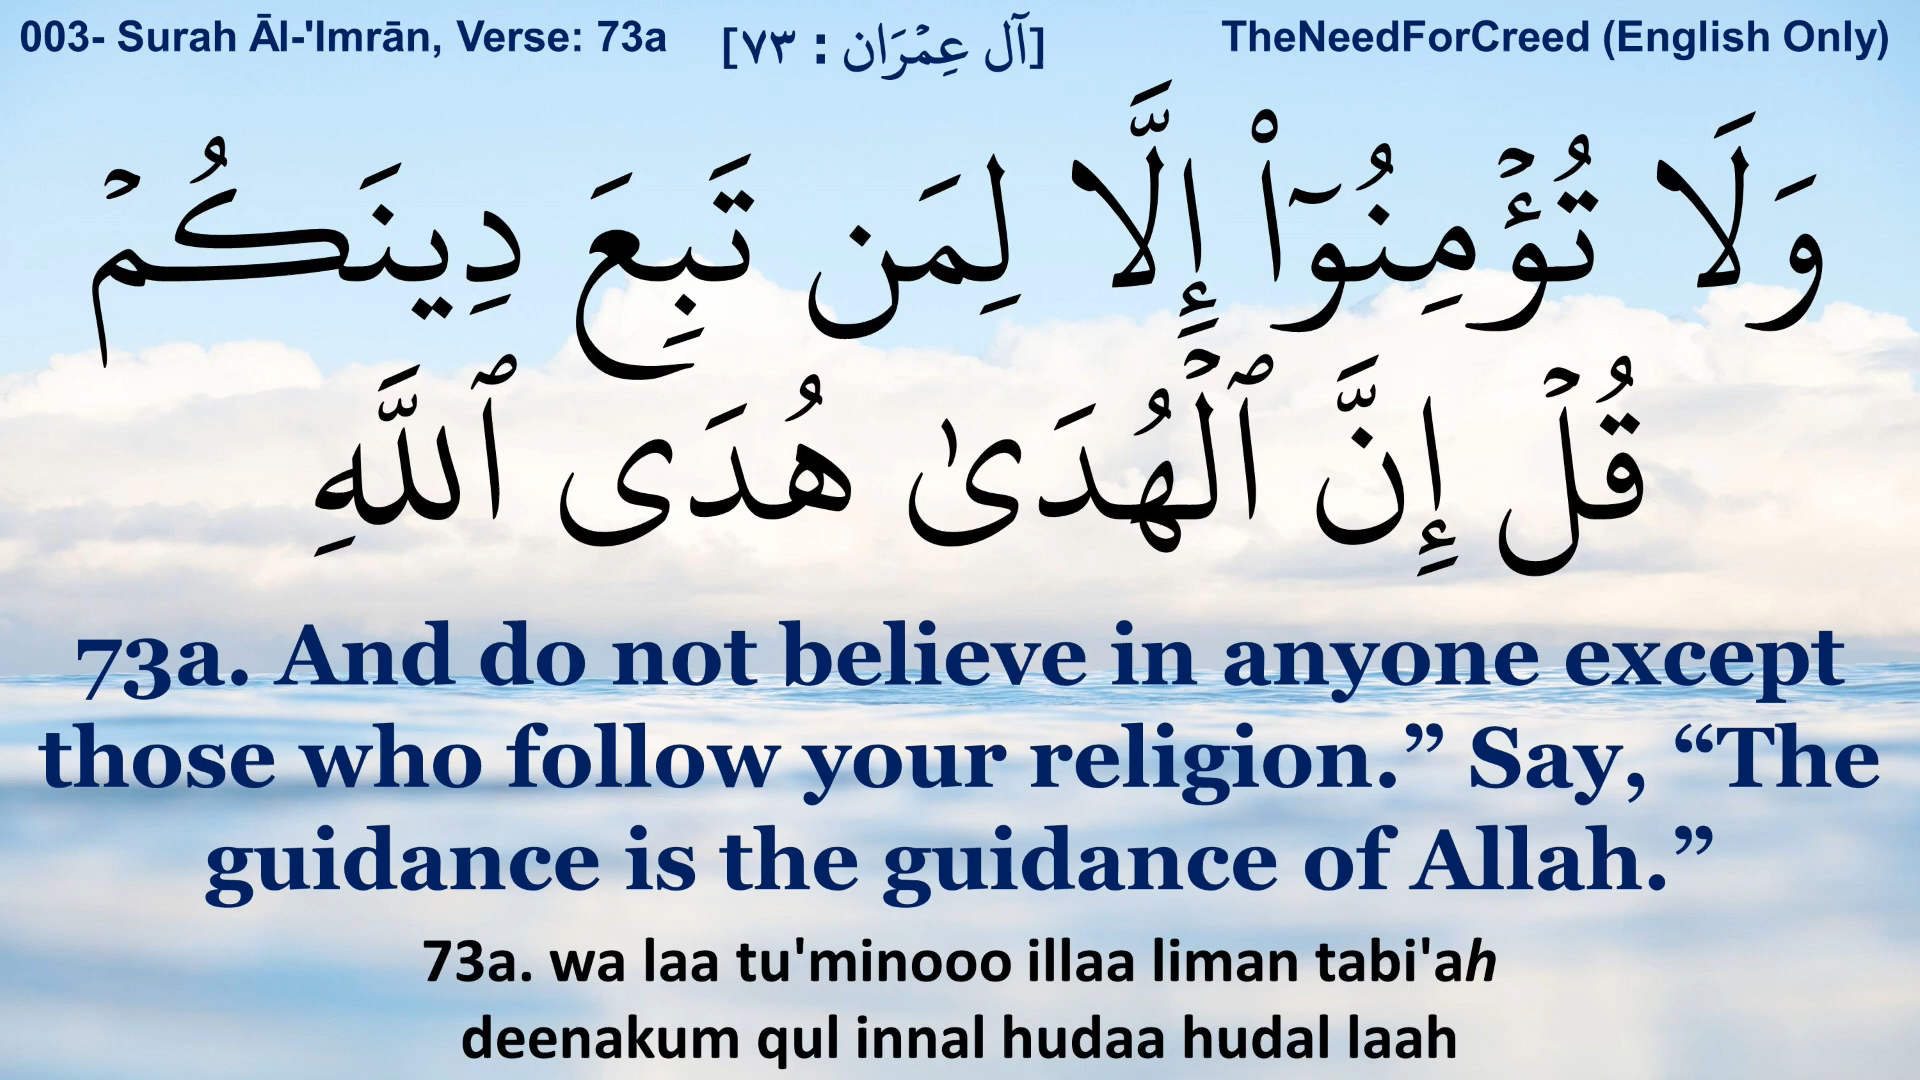 003- Surah Āl-'Imrān, Verse: 73a [آل عِمْرَان : ٧٣] TheNeedForCreed (English Only)
وَلَا تُؤْمِنُوٓا۟ إِلَّا لِمَن تَبِعَ دِينَكُمْ
قُلْ إِنَّ ٱلْهُدَىٰ هُدَى ٱللَّهِ
73a. And do not believe in anyone except
those who follow your religion.” Say, “The
guidance is the guidance of Allah.”
73a. wa laa tu'minooo illaa liman tabi'ah
deenakum qul innal hudaa hudal laah